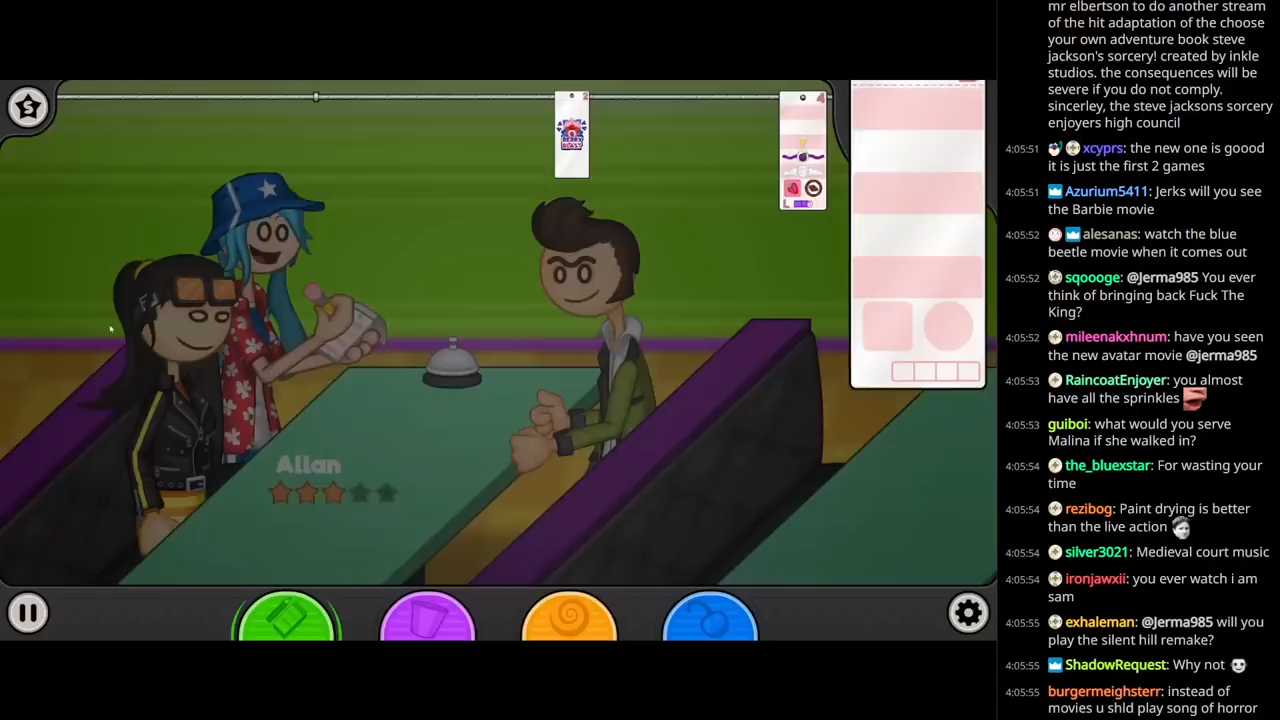 2
BERRY
BLAST
4
L
Allan
mr elbertson to do another stream
of the hit adaptation of the choose
your own adventure book steve
jackson's sorcery! created by inkle
studios. the consequences will be
severe if you do not comply.
sincerley, the steve jacksons sorcery
enjoyers high council
4:05:51 xcyprs: the new one is goood
it is just the first 2 games
4:05:51 Azurium5411: Jerks will you see
the Barbie movie
4:05:52 alesanas: watch the blue
beetle movie when it comes out
4:05:52 sqoooge: @Jerma985 You ever
think of bringing back Fuck The
King?
4:05:52 mileenakxhnum: have you seen
the new avatar movie @jerma985
4:05:53 RaincoatEnjoyer: you almost
have all the sprinkles
4:05:53 guiboi: what would you serve
Malina if she walked in?
4:05:54 the_bluexstar: For wasting your
time
4:05:54 rezibog: Paint drying is better
than the live action
4:05:54 silver3021: Medieval court music
4:05:54 ironjawxii: you ever watch i am
sam
4:05:55 exhaleman: @Jerma985 will you
play the silent hill remake?
4:05:55 ShadowRequest: Why not
4:05:55 burgermeighsterr: instead of
movies u shld play song of horror